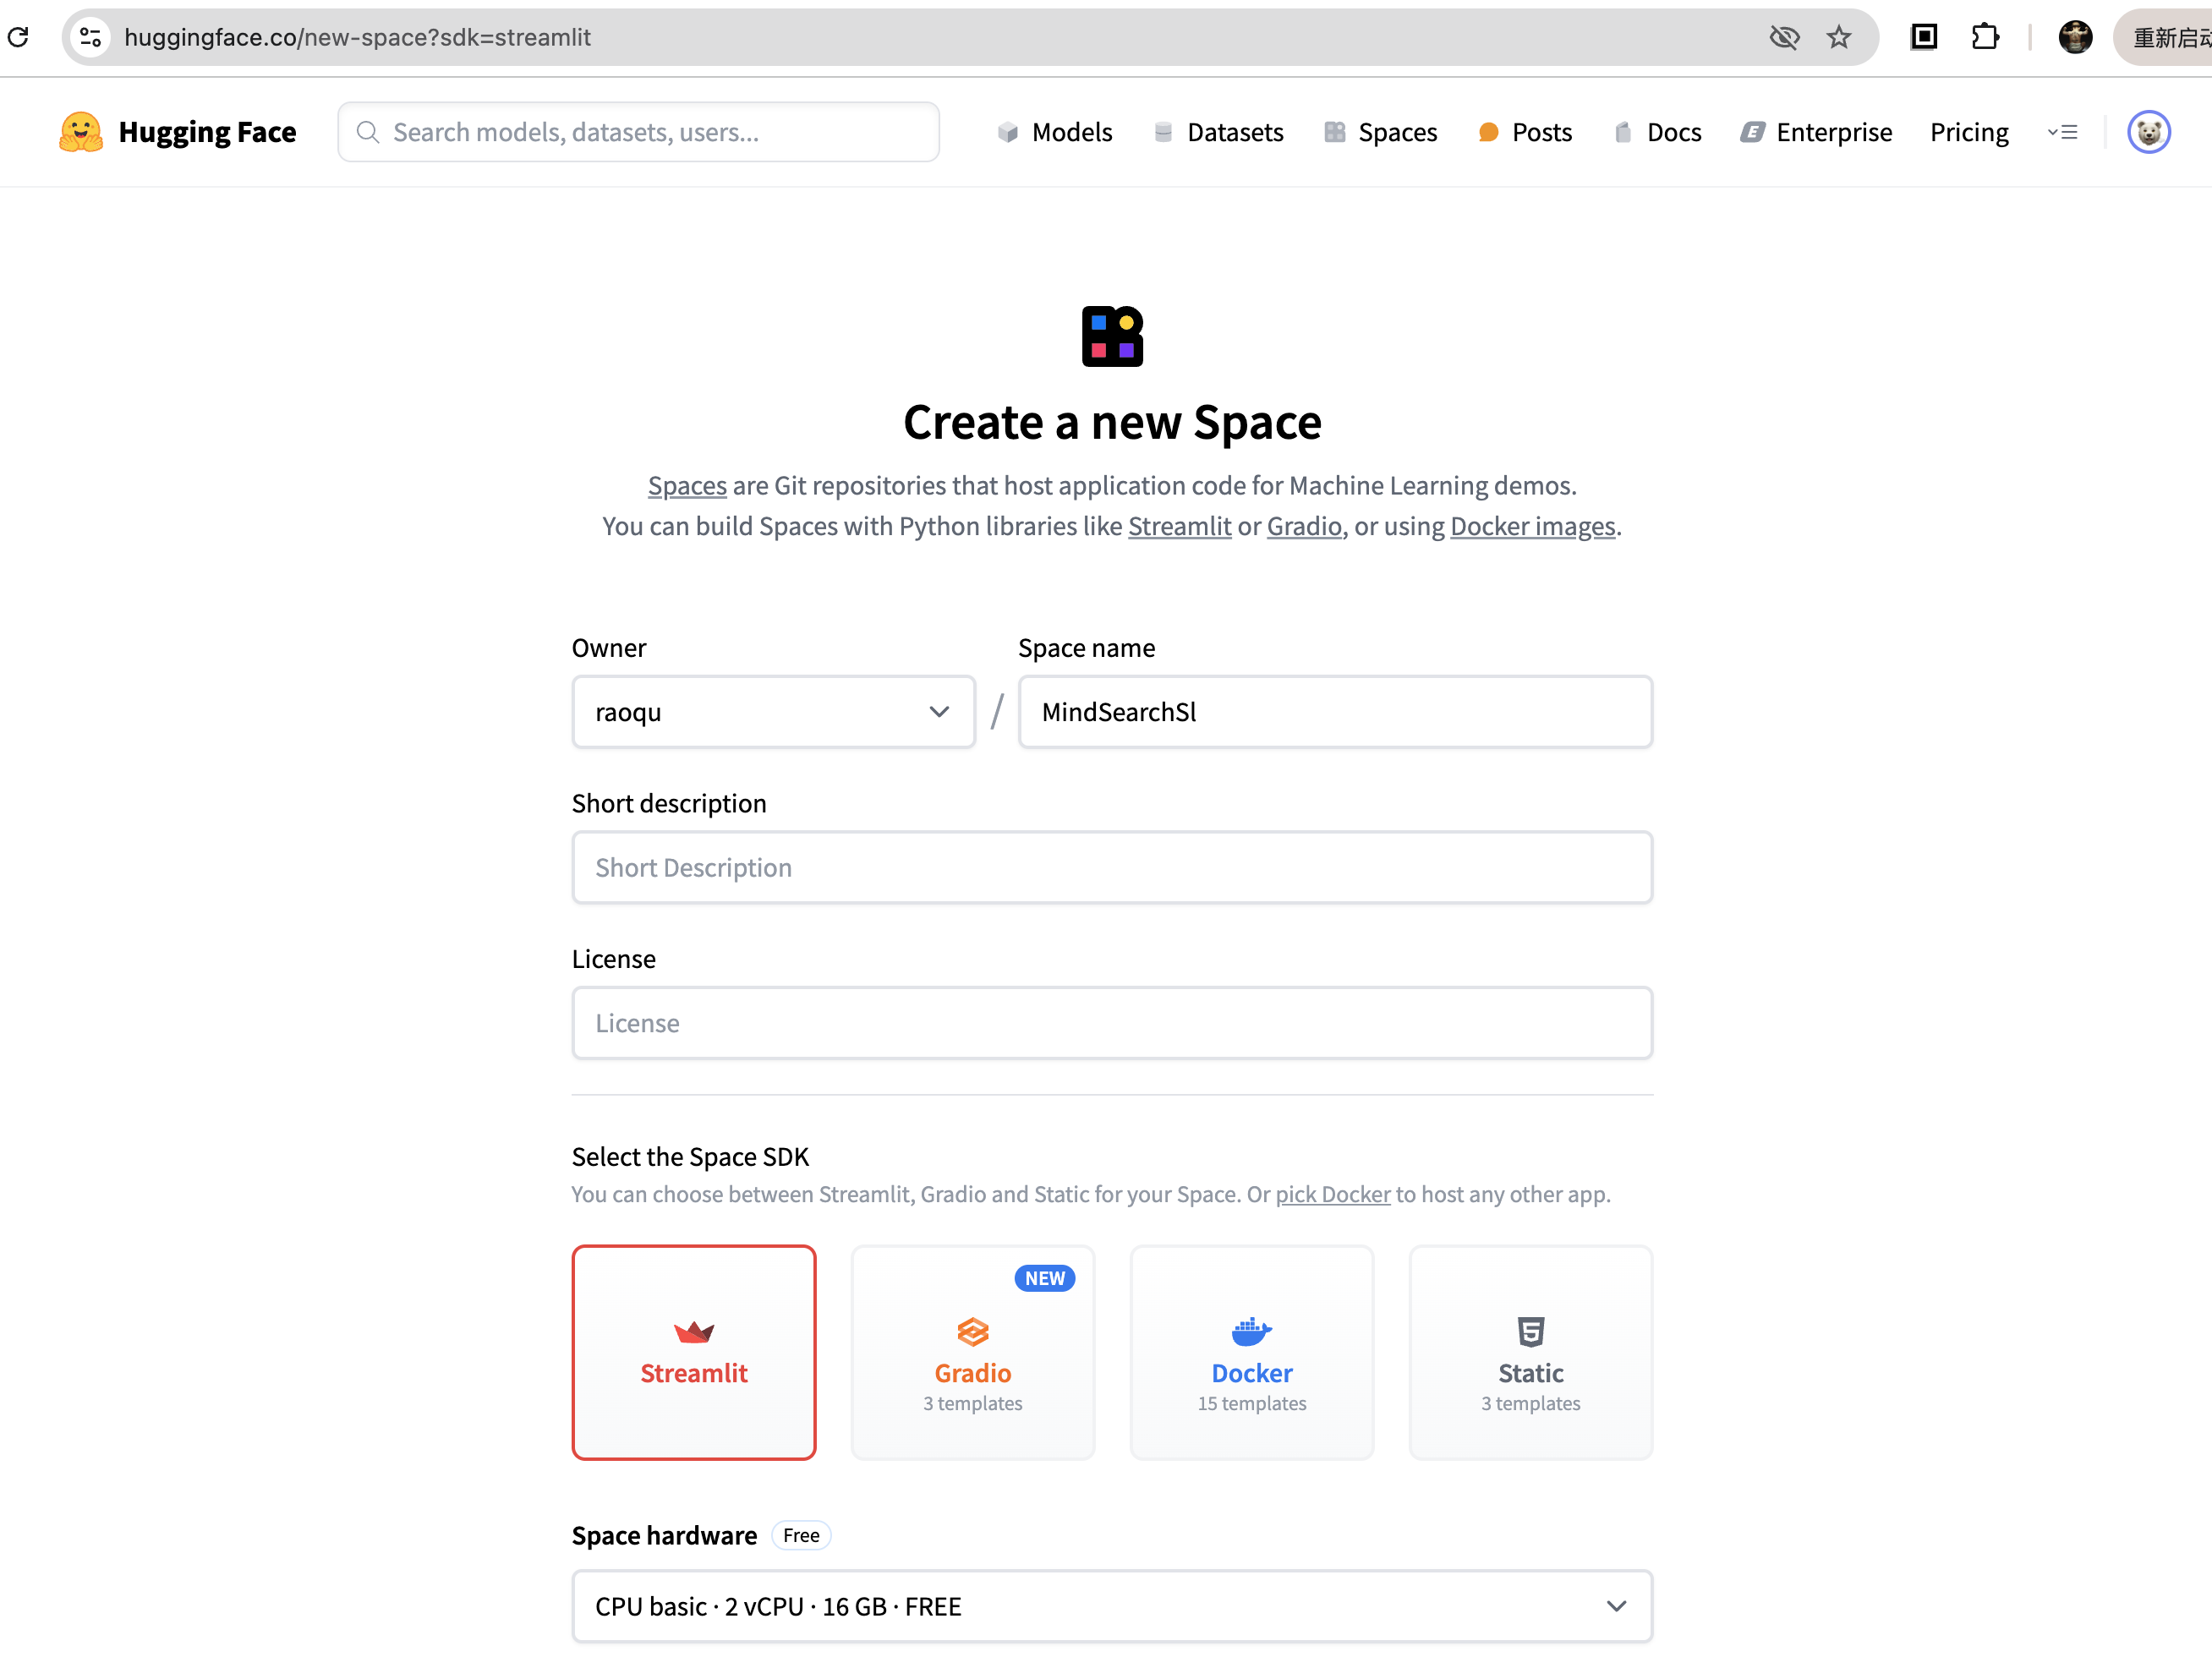 huggingface.co/new-space?sdk=streamlit
重新启动
Hugging Face
Search models, datasets, users...
Models
Datasets
Spaces
Posts
Docs
Enterprise
Pricing
Create a new Space
Spaces are Git repositories that host application code for Machine Learning demos.
You can build Spaces with Python libraries like Streamlit or Gradio, or using Docker images.
Owner
Space name
raoqu
/
MindSearchSl
Short description
Short Description
License
License
Select the Space SDK
You can choose between Streamlit, Gradio and Static for your Space. Or pick Docker to host any other app.
Streamlit
NEW
Gradio
3 templates
Docker
15 templates
Static
3 templates
Space hardware Free
CPU basic · 2 vCPU · 16 GB · FREE